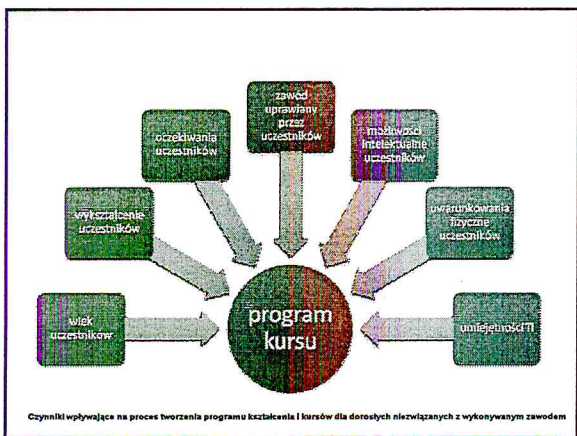 zawód
uprawiany
przez
uczestników
oczekiwania
uczestników
możliwości
intelektualne
uczestników
wykształcenie
uczestników
uwarunkowania
fizyczne
uczestników
wiek
uczestników
program
kursu
umiejętności TI
Czynniki wpływające na proces tworzenia programu kształcenia i kursów dla dorosłych niezwiązanych z wykonywanym zawodem